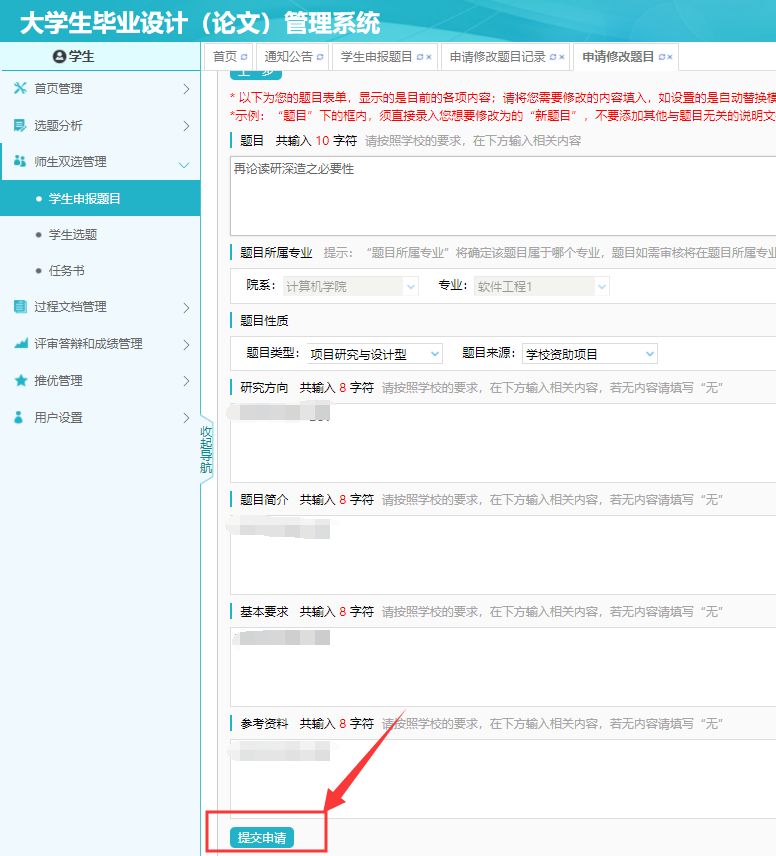 大学生毕业设计（论文）管理系统
学生
首页 通知公告 学生申报题目 申请修改题目记录 申请修改题目
首页管理
选题分析
师生双选管理
学生申报题目
学生选题
任务书
过程文档管理
评审答辩和成绩管理
推优管理
用户设置
收起导航
上一步
* 以下为您的题目表单，显示的是目前的各项内容；请将您需要修改的内容填入，如设置的是自动替换
*示例：“题目”下的框内，须直接录入您想要修改为的“新题目”，不要添加其他与题目无关的说明文
题目 共输入 10 字符 请按照学校的要求，在下方输入相关内容
再论读研深造之必要性
题目所属专业 提示：“题目所属专业”将确定该题目属于哪个专业，题目如需审核将在题目所属专业
院系： 计算机学院 专业： 软件工程1
题目性质
题目类型： 项目研究与设计型 题目来源： 学校资助项目
研究方向 共输入 8 字符 请按照学校的要求，在下方输入相关内容，若无内容请填写“无”
题目简介 共输入 8 字符 请按照学校的要求，在下方输入相关内容，若无内容请填写“无”
基本要求 共输入 8 字符 请按照学校的要求，在下方输入相关内容，若无内容请填写“无”
参考资料 共输入 8 字符 请按照学校的要求，在下方输入相关内容，若无内容请填写“无”
提交申请